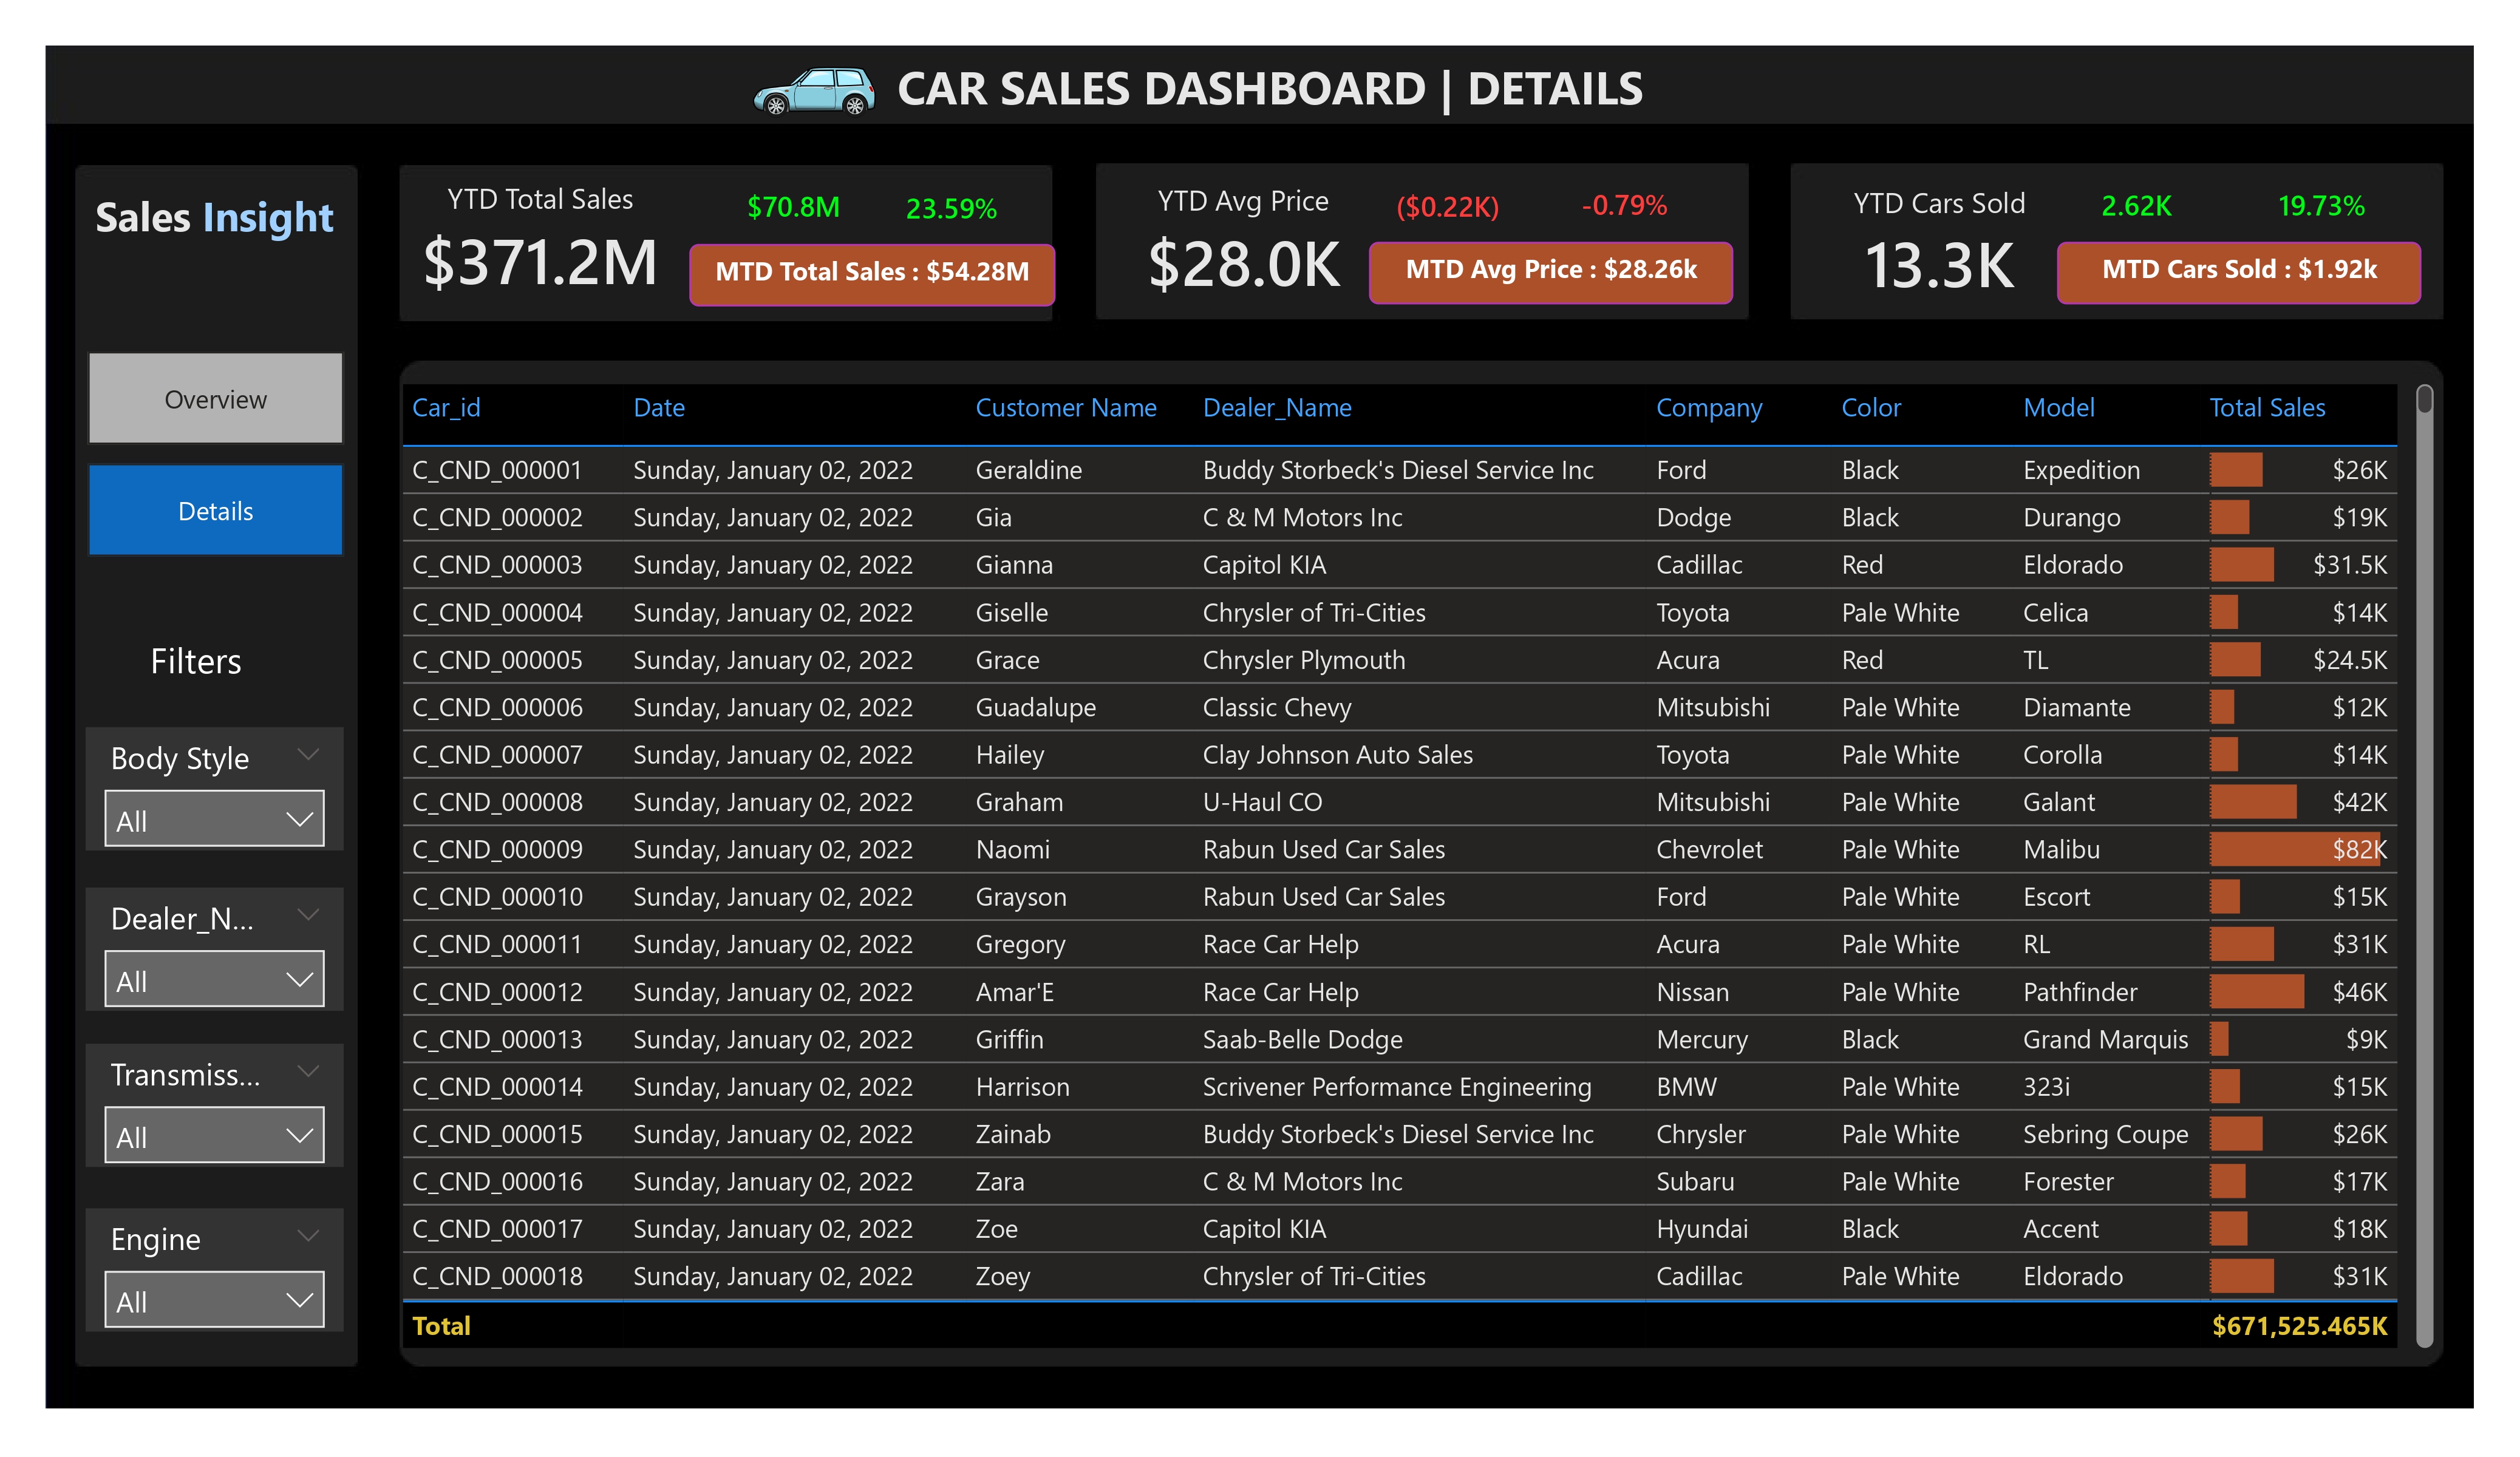 CAR SALES DASHBOARD | DETAILS
Sales Insight
Overview
Details
Filters
Body Style
All
Dealer_N...
All
Transmiss...
All
Engine
All
YTD Total Sales
$371.2M
$70.8M 23.59%
MTD Total Sales : $54.28M
YTD Avg Price
$28.0K
($0.22K) -0.79%
MTD Avg Price : $28.26k
YTD Cars Sold
13.3K
2.62K 19.73%
MTD Cars Sold : $1.92k
Car_id Date Customer Name Dealer_Name Company Color Model Total Sales
C_CND_000001 Sunday, January 02, 2022 Geraldine Buddy Storbeck's Diesel Service Inc Ford Black Expedition $26K
C_CND_000002 Sunday, January 02, 2022 Gia C & M Motors Inc Dodge Black Durango $19K
C_CND_000003 Sunday, January 02, 2022 Gianna Capitol KIA Cadillac Red Eldorado $31.5K
C_CND_000004 Sunday, January 02, 2022 Giselle Chrysler of Tri-Cities Toyota Pale White Celica $14K
C_CND_000005 Sunday, January 02, 2022 Grace Chrysler Plymouth Acura Red TL $24.5K
C_CND_000006 Sunday, January 02, 2022 Guadalupe Classic Chevy Mitsubishi Pale White Diamante $12K
C_CND_000007 Sunday, January 02, 2022 Hailey Clay Johnson Auto Sales Toyota Pale White Corolla $14K
C_CND_000008 Sunday, January 02, 2022 Graham U-Haul CO Mitsubishi Pale White Galant $42K
C_CND_000009 Sunday, January 02, 2022 Naomi Rabun Used Car Sales Chevrolet Pale White Malibu $82K
C_CND_000010 Sunday, January 02, 2022 Grayson Rabun Used Car Sales Ford Pale White Escort $15K
C_CND_000011 Sunday, January 02, 2022 Gregory Race Car Help Acura Pale White RL $31K
C_CND_000012 Sunday, January 02, 2022 Amar'E Race Car Help Nissan Pale White Pathfinder $46K
C_CND_000013 Sunday, January 02, 2022 Griffin Saab-Belle Dodge Mercury Black Grand Marquis $9K
C_CND_000014 Sunday, January 02, 2022 Harrison Scrivener Performance Engineering BMW Pale White 323i $15K
C_CND_000015 Sunday, January 02, 2022 Zainab Buddy Storbeck's Diesel Service Inc Chrysler Pale White Sebring Coupe $26K
C_CND_000016 Sunday, January 02, 2022 Zara C & M Motors Inc Subaru Pale White Forester $17K
C_CND_000017 Sunday, January 02, 2022 Zoe Capitol KIA Hyundai Black Accent $18K
C_CND_000018 Sunday, January 02, 2022 Zoey Chrysler of Tri-Cities Cadillac Pale White Eldorado $31K
Total $671,525.465K